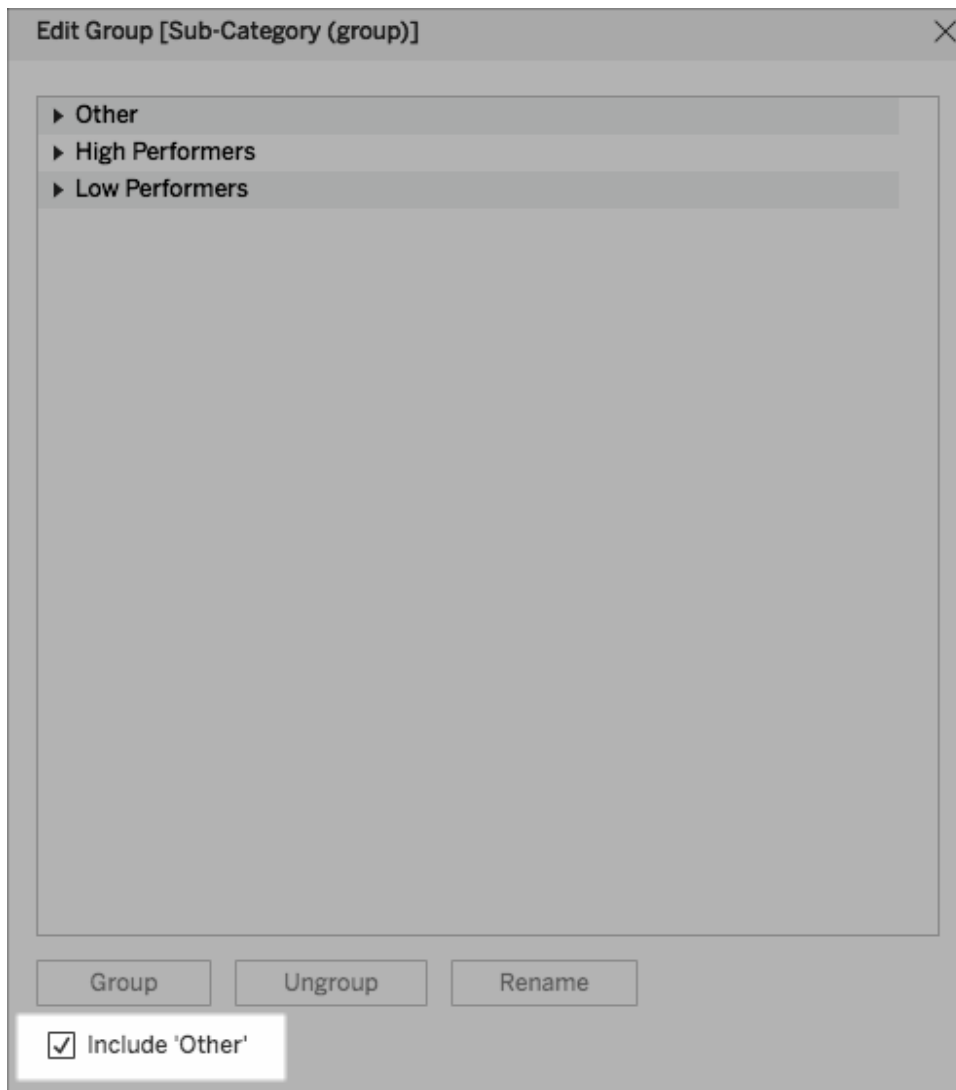 Edit Group [Sub-Category (group)]
Other
High Performers
Low Performers
Group Ungroup Rename
Include 'Other'